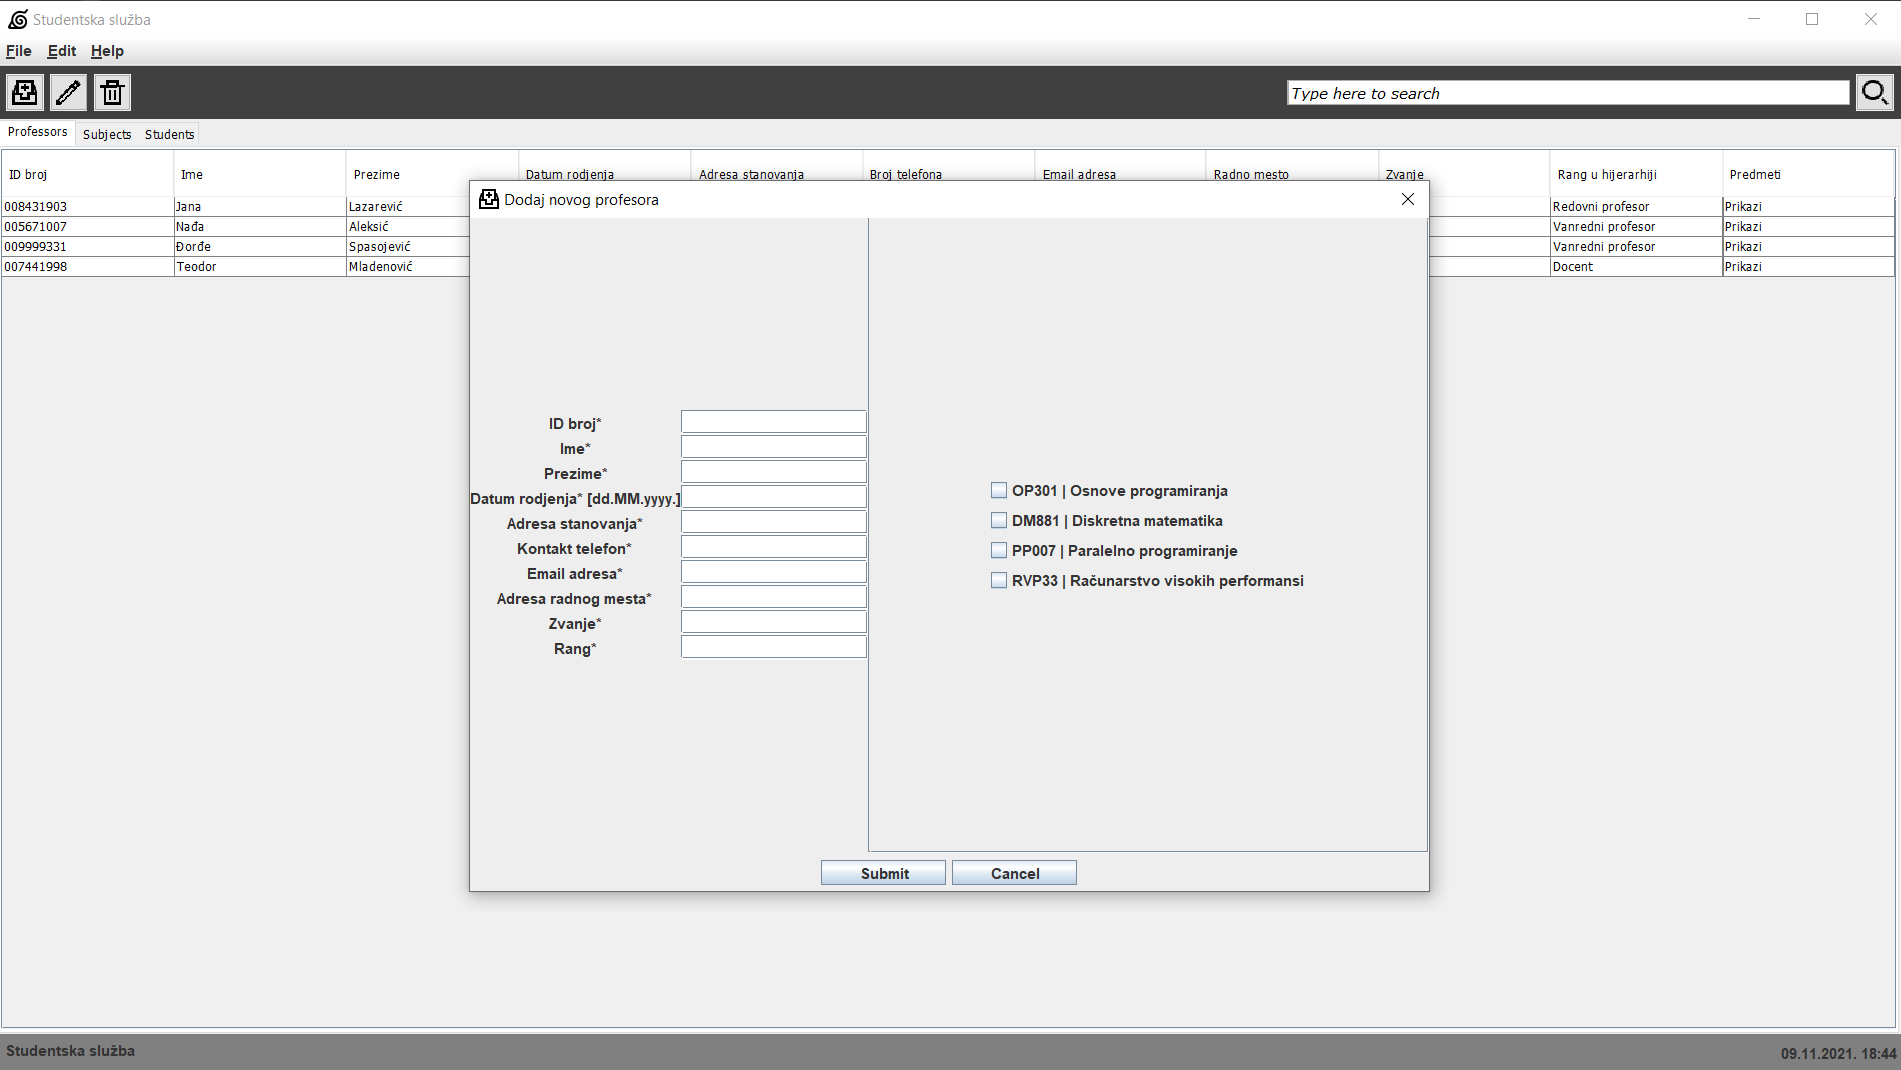 Studentska služba
File Edit Help
Type here to search
Professors Subjects Students
ID broj Ime Prezime Datum rodjenja Adresa stanovanja Broj telefona Email adresa Radno mesto Zvanje Rang u hijerarhiji Predmeti
008431903 Jana Lazarević Redovni profesor Prikazi
005671007 Nađa Aleksić Vanredni profesor Prikazi
009999331 Đorđe Spasojević Vanredni profesor Prikazi
007441998 Teodor Mladenović Docent Prikazi
Dodaj novog profesora
ID broj*
Ime*
Prezime*
Datum rodjenja* [dd.MM.yyyy.]
Adresa stanovanja*
Kontakt telefon*
Email adresa*
Adresa radnog mesta*
Zvanje*
Rang*
OP301 | Osnove programiranja
DM881 | Diskretna matematika
PP007 | Paralelno programiranje
RVP33 | Računarstvo visokih performansi
Submit Cancel
Studentska služba 09.11.2021. 18:44